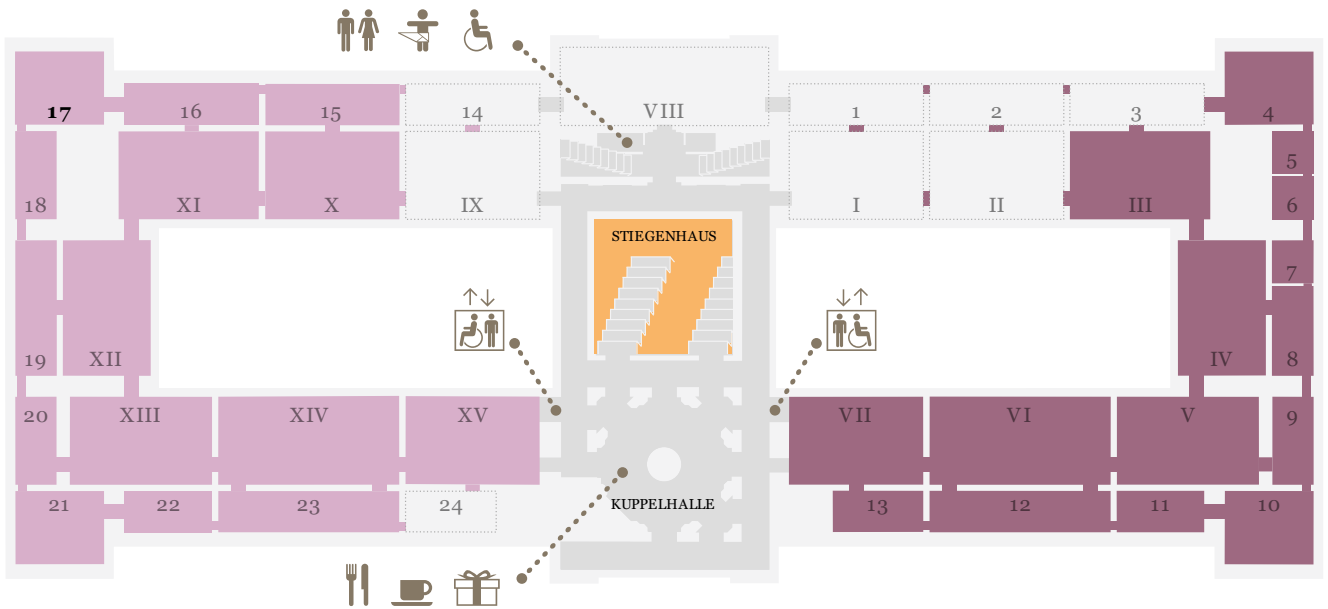 17 16 15 14 VIII 1 2 3 4
5
18 XI X IX I II III 6
STIEGENHAUS
7
19 XII IV 8
20 XIII XIV XV VII VI V 9
21 22 23 24 KUPPELHALLE 13 12 11 10